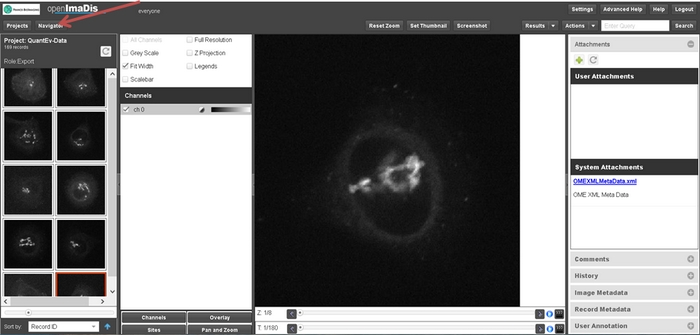 openImaDis
everyone
Settings Advanced Help Help Logout
Projects Navigator
Reset Zoom Set Thumbnail Screenshot
Results Actions Enter Query Search
Project: QuantEv-Data
169 records
Role:Export
All Channels Full Resolution
Grey Scale Z Projection
Fit Width Legends
Scalebar
Channels
ch 0
Attachments
User Attachments
System Attachments
OMEXMLMetaData.xml
OME XML Meta Data
Comments
History
Image Metadata
Record Metadata
User Annotation
Channels Overlay
Sites Pan and Zoom
Z: 1/8
T: 1/180
Sort by: Record ID